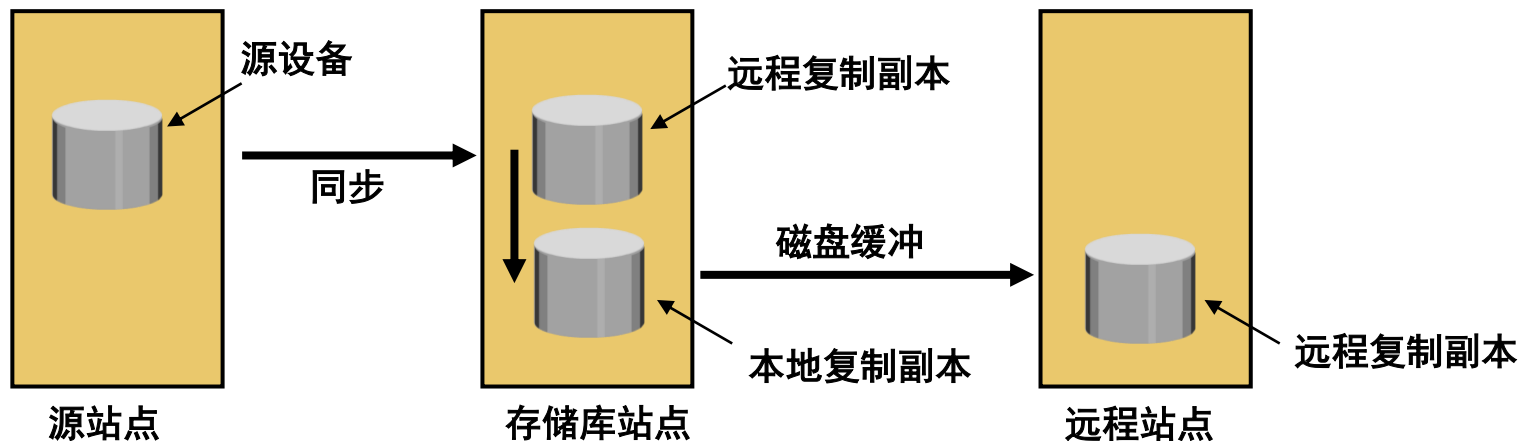 源设备
远程复制副本
同步
磁盘缓冲
本地复制副本
远程复制副本
源站点
存储库站点
远程站点